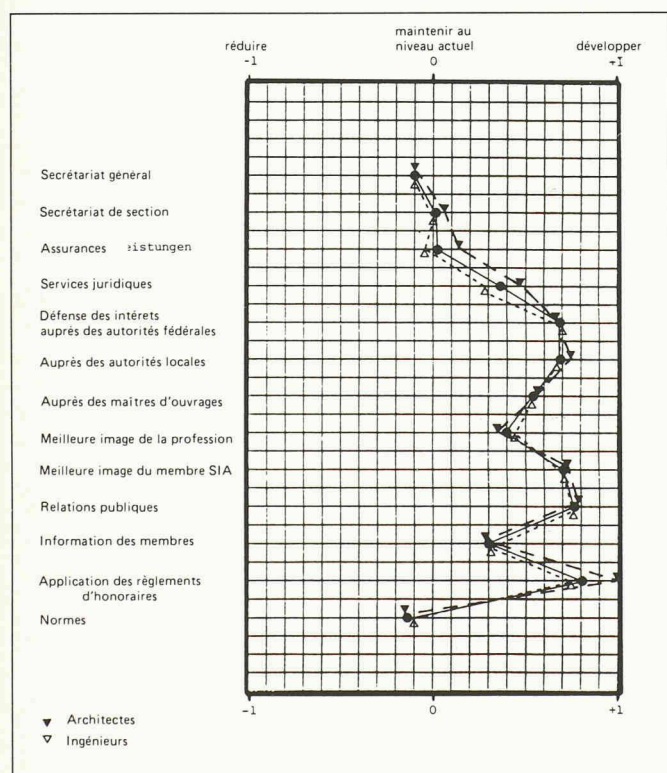 maintenir au
réduire niveau actuel développer
-1 0 +1
Secrétariat général
Secrétariat de section
Assurances eistungen
Services juridiques
Défense des intérets
auprès des autorités fédérales
Auprès des autorités locales
Auprès des maîtres d'ouvrages
Meilleure image de la profession
Meilleure image du membre SIA
Relations publiques
Information des membres
Application des règlements
d'honoraires
Normes
-1 0 +1
▼ Architectes
▽ Ingénieurs